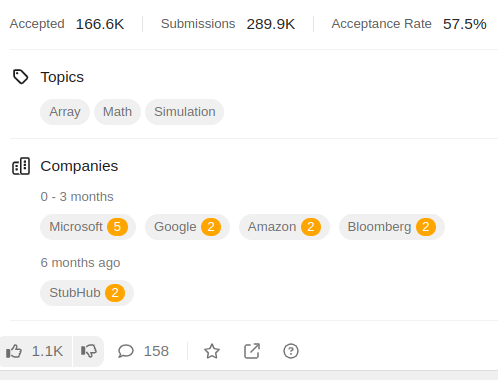 Accepted 166.6K Submissions 289.9K Acceptance Rate 57.5%
Topics
Array Math Simulation
Companies
0 - 3 months
Microsoft 5 Google 2 Amazon 2 Bloomberg 2
6 months ago
StubHub 2
1.1K 158